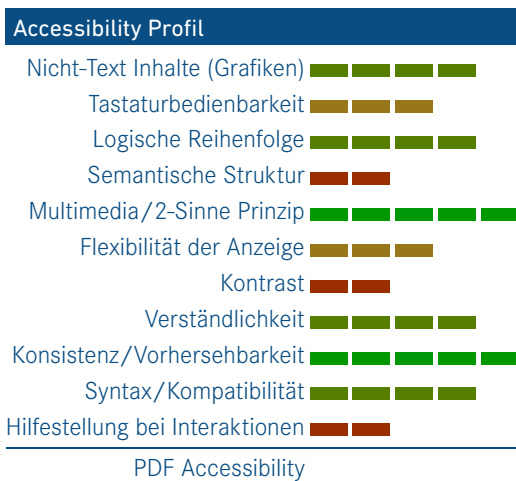 Accessibility Profil
Nicht-Text Inhalte (Grafiken)
Tastaturbedienbarkeit
Logische Reihenfolge
Semantische Struktur
Multimedia/2-Sinne Prinzip
Flexibilität der Anzeige
Kontrast
Verständlichkeit
Konsistenz/Vorhersehbarkeit
Syntax/Kompatibilität
Hilfestellung bei Interaktionen
PDF Accessibility